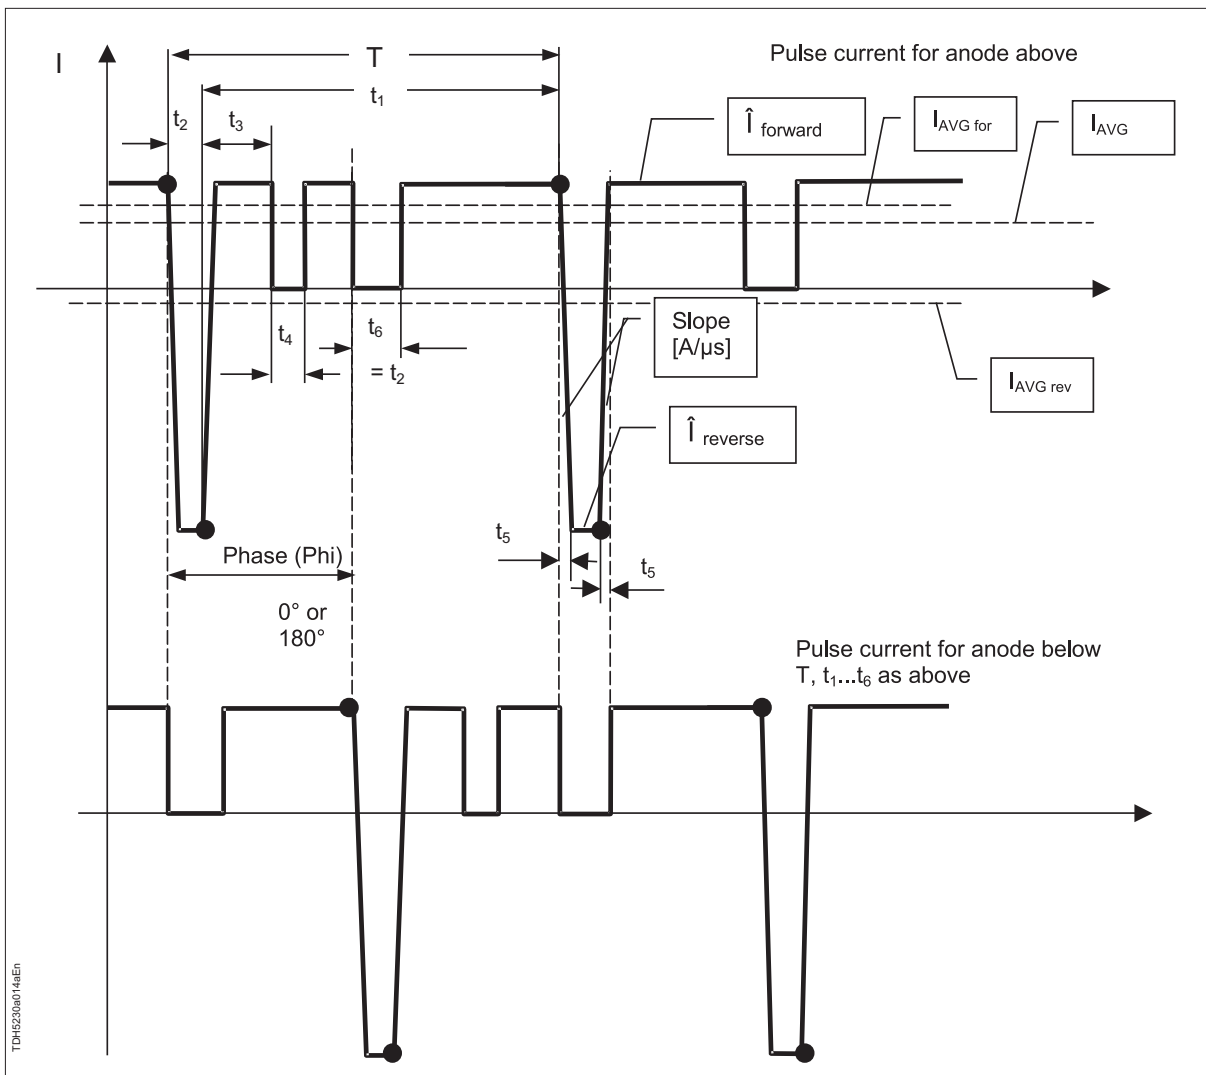 I
T
Pulse current for anode above
t1
t2
t3
Î forward
IAVG for
IAVG
t4
t6
= t2
Slope
[A/µs]
IAVG rev
Î reverse
t5
t5
Phase (Phi)
0° or
180°
Pulse current for anode below
T, t1...t6 as above
TDH5230a014aEn